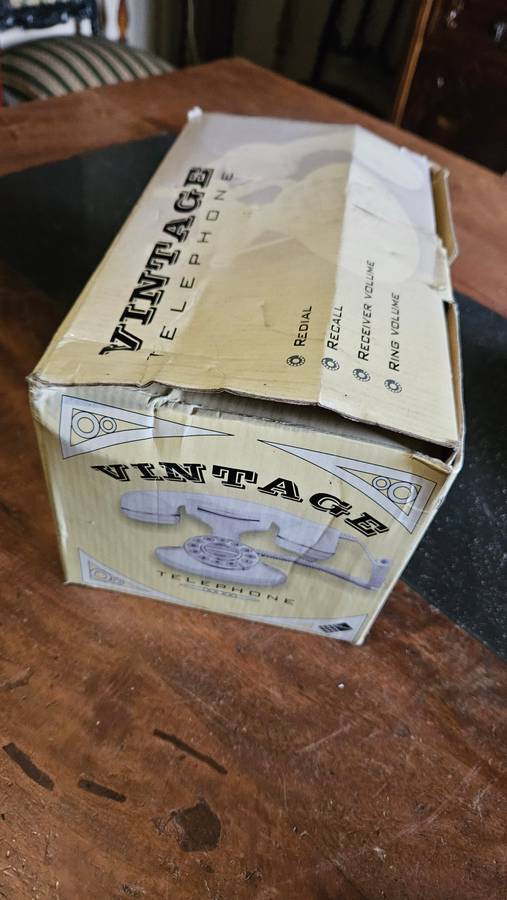 VINTAGE
TELEPHONE
REDIAL
RECALL
RECEIVER VOLUME
RING VOLUME
VINTAGE
TELEPHONE